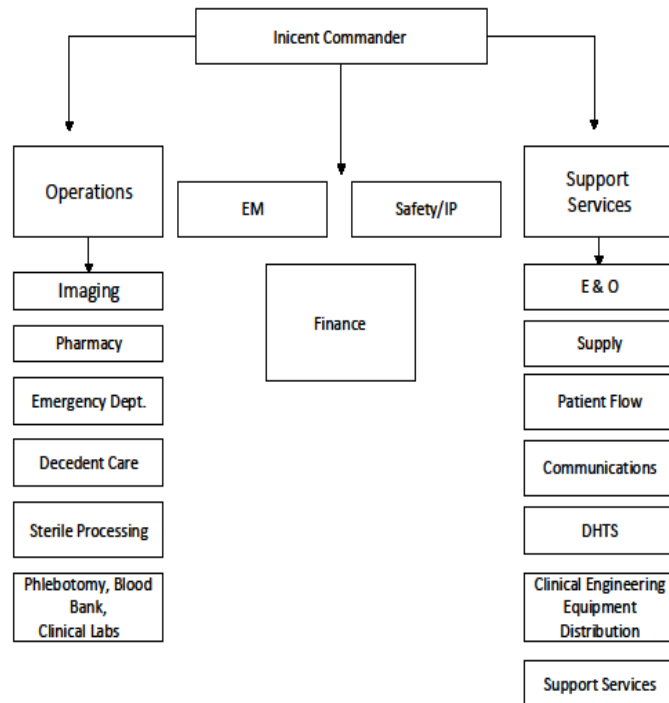 Inicent Commander
Operations
EM
Safety/IP
Support
Services
Imaging
Pharmacy
Emergency Dept.
Decedent Care
Sterile Processing
Phlebotomy, Blood
Bank,
Clinical Labs
Finance
E & O
Supply
Patient Flow
Communications
DHTS
Clinical Engineering
Equipment
Distribution
Support Services